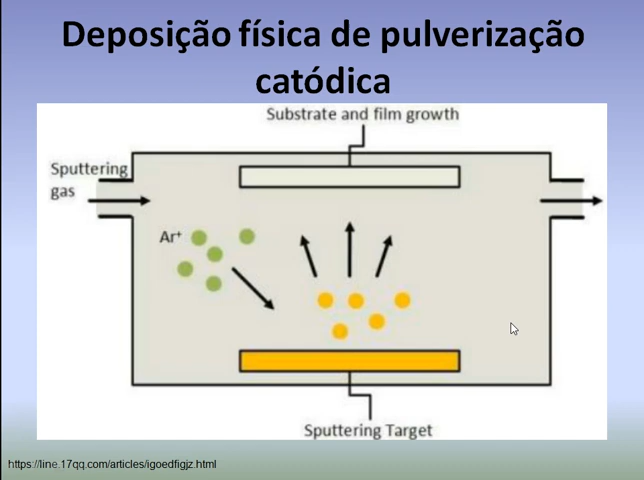 Deposição física de pulverização
catódica
Substrate and film growth
Sputtering
gas
Ar⁺
Sputtering Target
https://line.17qq.com/articles/igoedfigjz.html